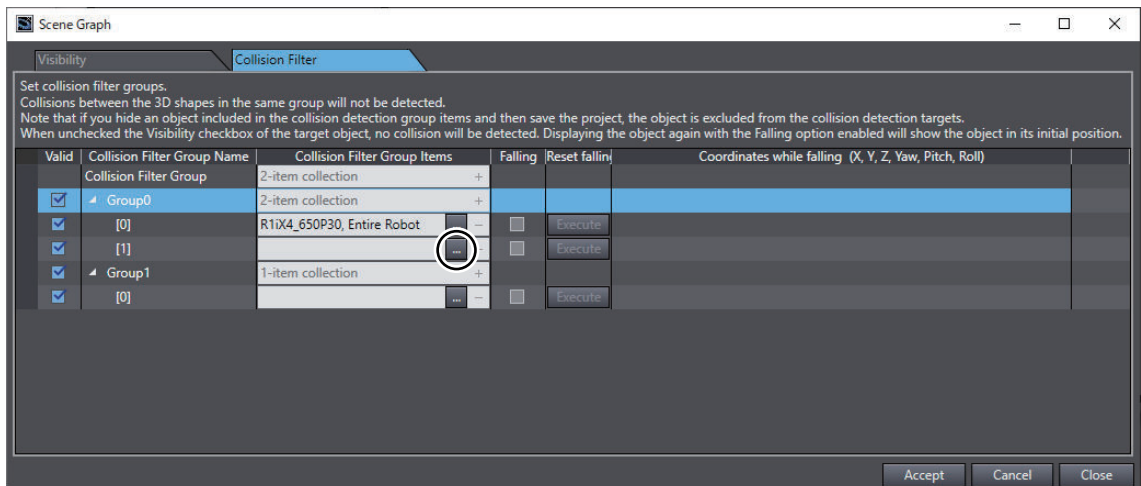 Scene Graph
Visibility
Collision Filter
Set collision filter groups.
Collisions between the 3D shapes in the same group will not be detected.
Note that if you hide an object included in the collision detection group items and then save the project, the object is excluded from the collision detection targets.
When unchecked the Visibility checkbox of the target object, no collision will be detected. Displaying the object again with the Falling option enabled will show the object in its initial position.
Valid Collision Filter Group Name Collision Filter Group Items Falling Reset falling Coordinates while falling (X, Y, Z, Yaw, Pitch, Roll)
Collision Filter Group 2-item collection +
Group0 2-item collection +
[0] R1iX4_650P30, Entire Robot ... - Execute
[1] ... - Execute
Group1 1-item collection +
[0] ... - Execute
Accept Cancel Close